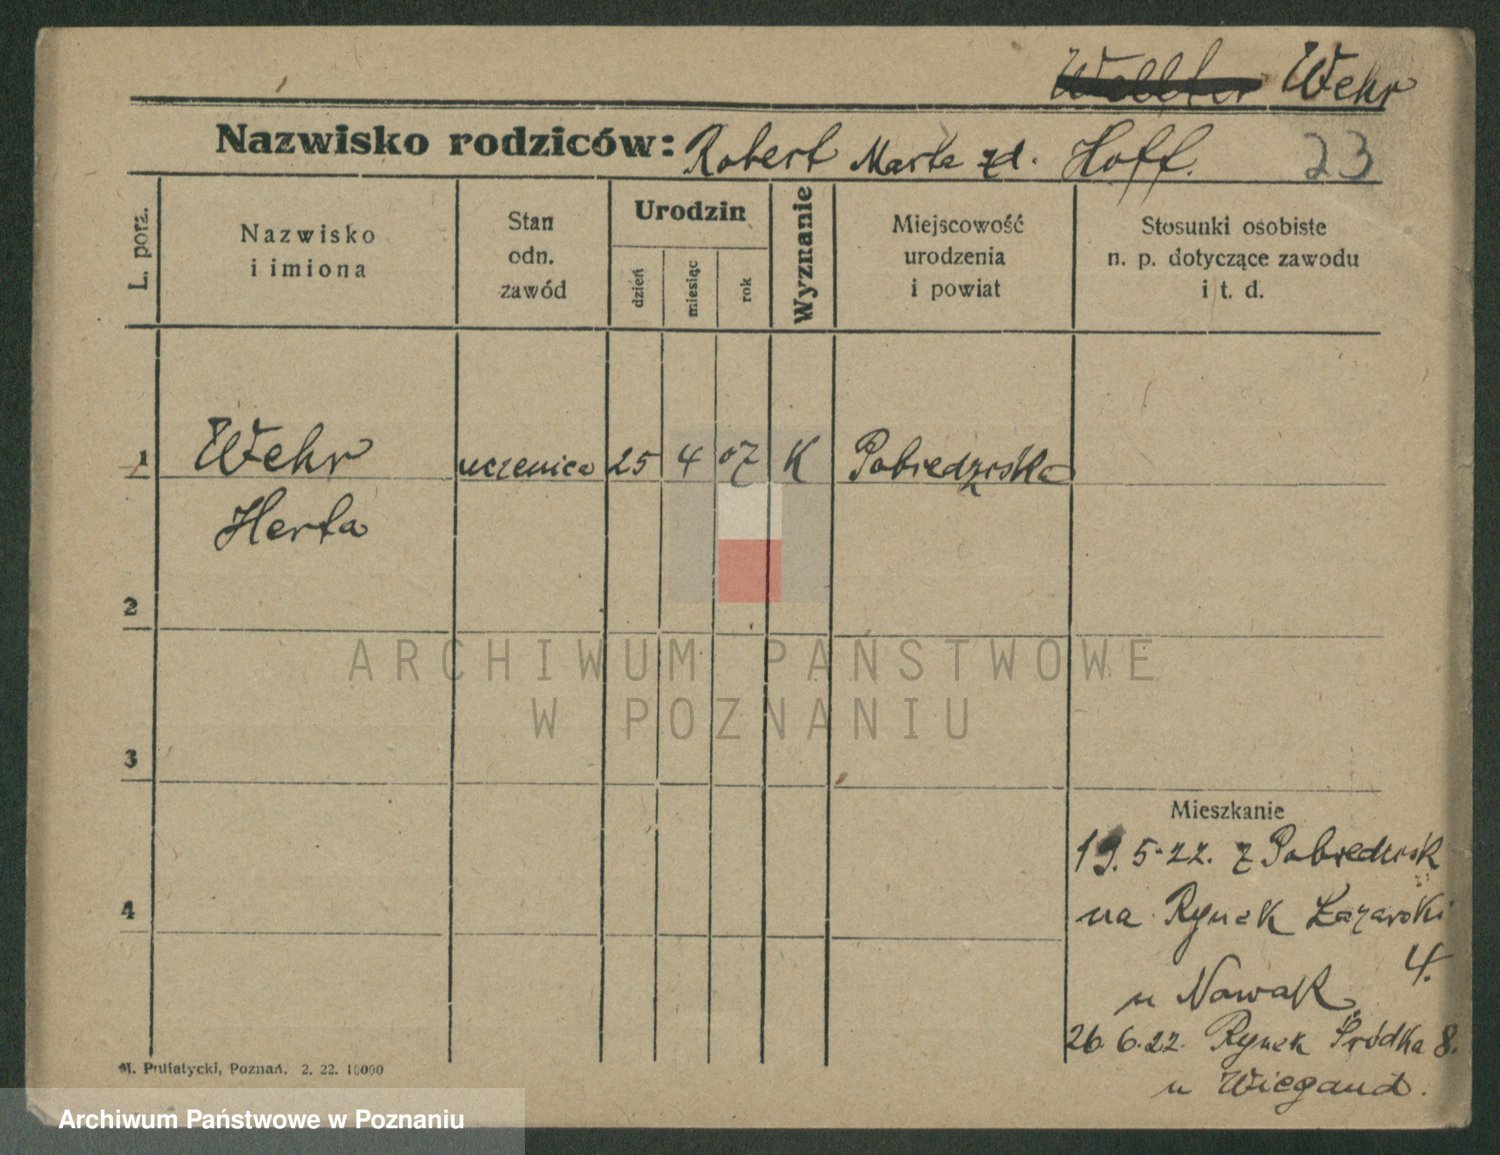 Wehr
Nazwisko rodziców: Robert Marta zd. Hoff.
23
L. porz.
Nazwisko
i imiona
Stan
odn.
zawód
Urodzin
dzień
miesiąc
rok
Wyznanie
Miejscowość
urodzenia
i powiat
Stosunki osobiste
n. p. dotyczące zawodu
i t. d.
1 Wehr uczenica 25 4 07 K Pobiedziska
Herta
2
ARCHIWUM PAŃSTWOWE
W POZNANIU
3
Mieszkanie
19.5.22. z Pobiedzisk
4
na Rynek Łazarski
4.
u Nowak
26.6.22. Rynek Śródka 8.
u Wiegand.
M. Putiatycki, Poznań. 2. 22. 10000
Archiwum Państwowe w Poznaniu